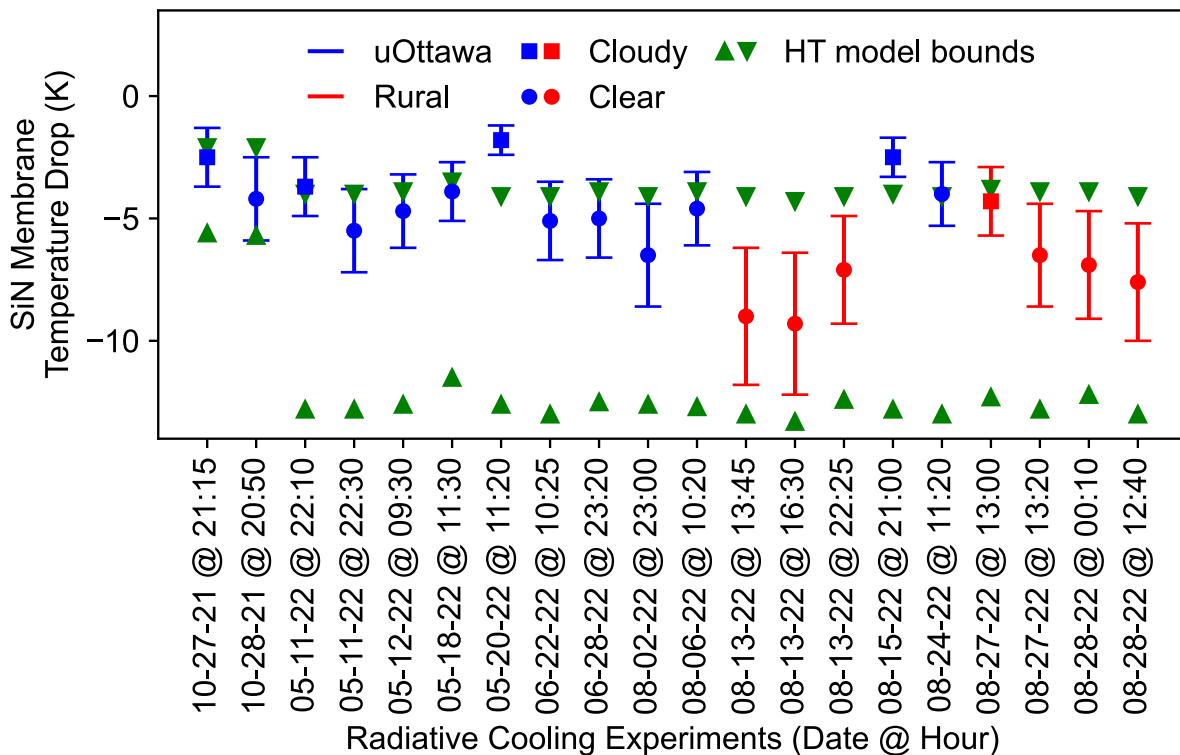 uOttawa
Cloudy
HT model bounds
Rural
Clear
SiN Membrane
Temperature Drop (K)
0
−5
−10
10-27-21 @ 21:15
10-28-21 @ 20:50
05-11-22 @ 22:10
05-11-22 @ 22:30
05-12-22 @ 09:30
05-18-22 @ 11:30
05-20-22 @ 11:20
06-22-22 @ 10:25
06-28-22 @ 23:20
08-02-22 @ 23:00
08-06-22 @ 10:20
08-13-22 @ 13:45
08-13-22 @ 16:30
08-13-22 @ 22:25
08-15-22 @ 21:00
08-24-22 @ 11:20
08-27-22 @ 13:00
08-27-22 @ 13:20
08-28-22 @ 00:10
08-28-22 @ 12:40
Radiative Cooling Experiments (Date @ Hour)